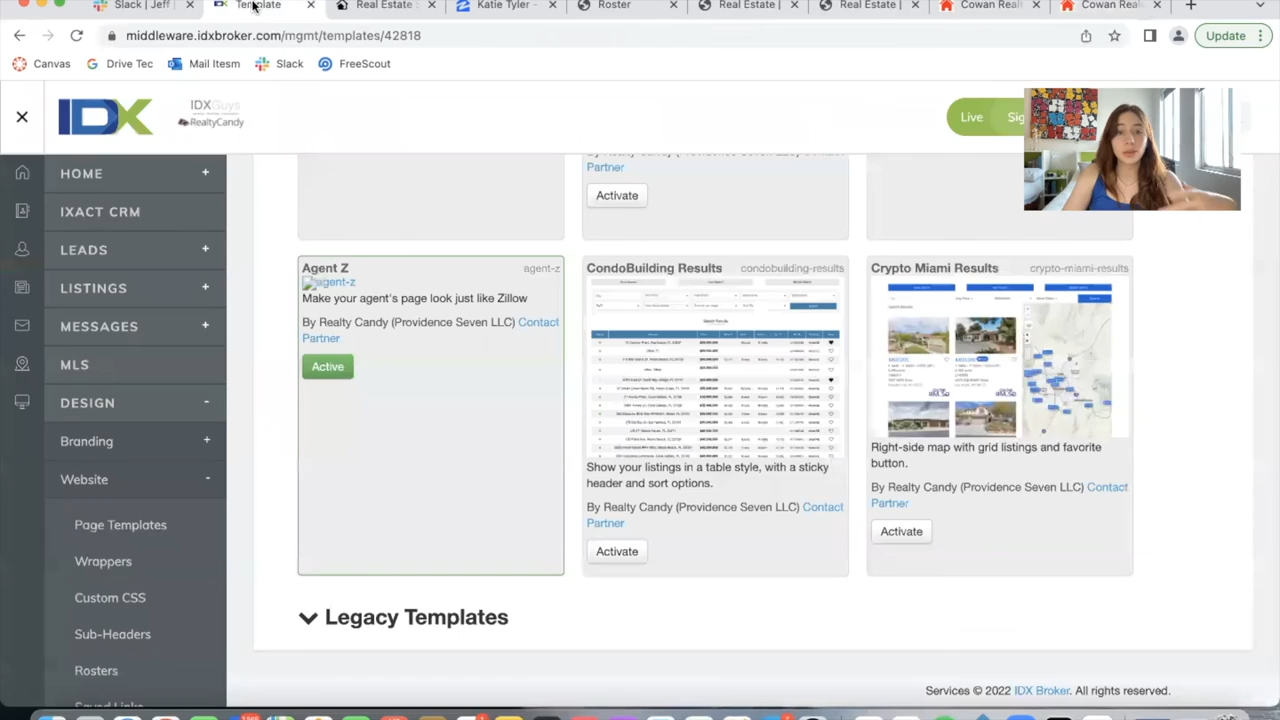 Slack | Jeff
Template
Real Estate
Katie Tyler -
Roster
Real Estate |
Real Estate |
Cowan Real
Cowan Real
middleware.idxbroker.com/mgmt/templates/42818
Update
Canvas
Drive Tec
Mail Itesm
Slack
FreeScout
IDX
IDXGuys
RealtyCandy
Live
HOME
IXACT CRM
LEADS
LISTINGS
MESSAGES
MLS
DESIGN
Branding
Website
Page Templates
Wrappers
Custom CSS
Sub-Headers
Rosters
Saved Links
Partner
Activate
Agent Z agent-z
agent-z
Make your agent's page look just like Zillow
By Realty Candy (Providence Seven LLC) Contact
Partner
Active
CondoBuilding Results condobuilding-results
Show your listings in a table style, with a sticky
header and sort options.
By Realty Candy (Providence Seven LLC) Contact
Partner
Activate
Crypto Miami Results crypto-miami-results
Right-side map with grid listings and favorite
button.
By Realty Candy (Providence Seven LLC) Contact
Partner
Activate
Legacy Templates
Services © 2022 IDX Broker. All rights reserved.